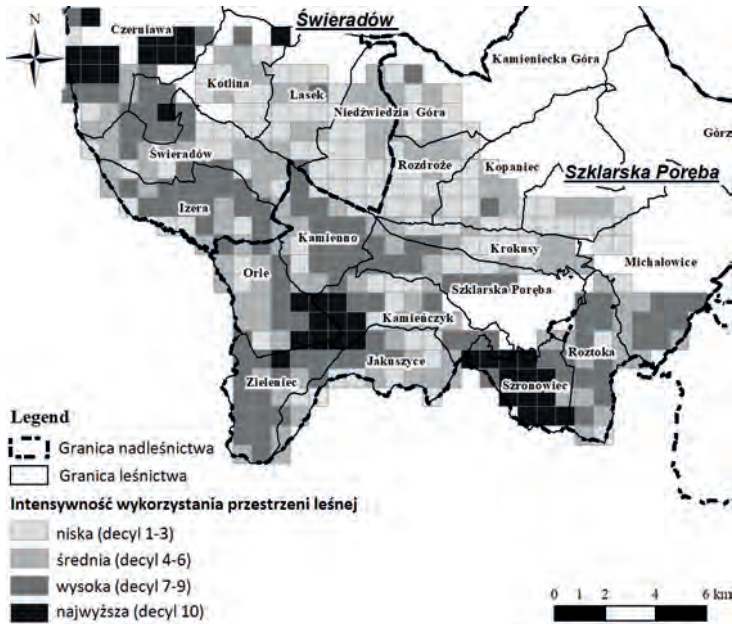 N
Świeradów
Czerniawa
Kamieniecka Góra
Kotlina
Lasek
Niedźwiedzia Góra
Górz
Świeradów
Rozdroże
Kopaniec
Szklarska Poręba
Izera
Kamienno
Krokusy
Orle
Michałowice
Szklarska Poręba
Kamieńczyk
Roztoka
Jakuszyce
Zieleniec
Szronowiec
Legend
Granica nadleśnictwa
Granica leśnictwa
Intensywność wykorzystania przestrzeni leśnej
niska (decyl 1-3)
średnia (decyl 4-6)
wysoka (decyl 7-9)
najwyższa (decyl 10)
0 1 2 4 6 km